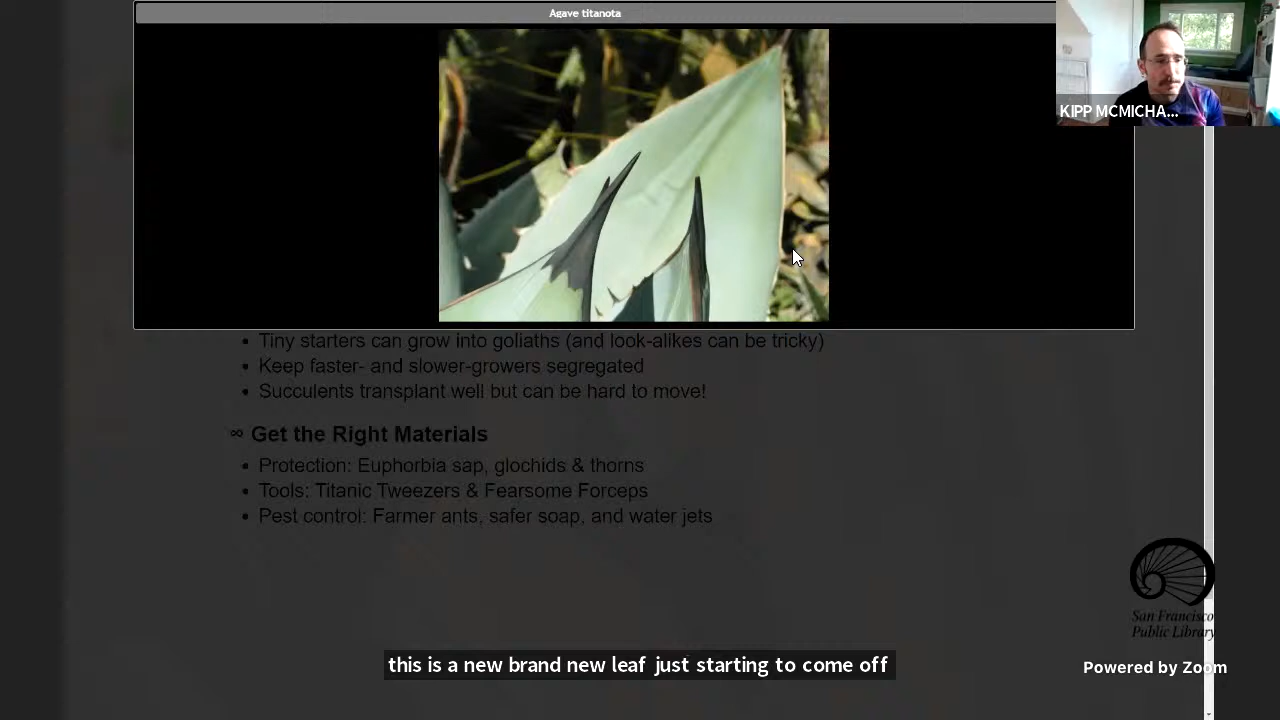 Agave titanota
KIPP MCMICHA...
• Tiny starters can grow into goliaths (and look-alikes can be tricky)
• Keep faster- and slower-growers segregated
• Succulents transplant well but can be hard to move!
∞ Get the Right Materials
• Protection: Euphorbia sap, glochids & thorns
• Tools: Titanic Tweezers & Fearsome Forceps
• Pest control: Farmer ants, safer soap, and water jets
San Francisco
Public Library
this is a new brand new leaf just starting to come off
Powered by Zoom